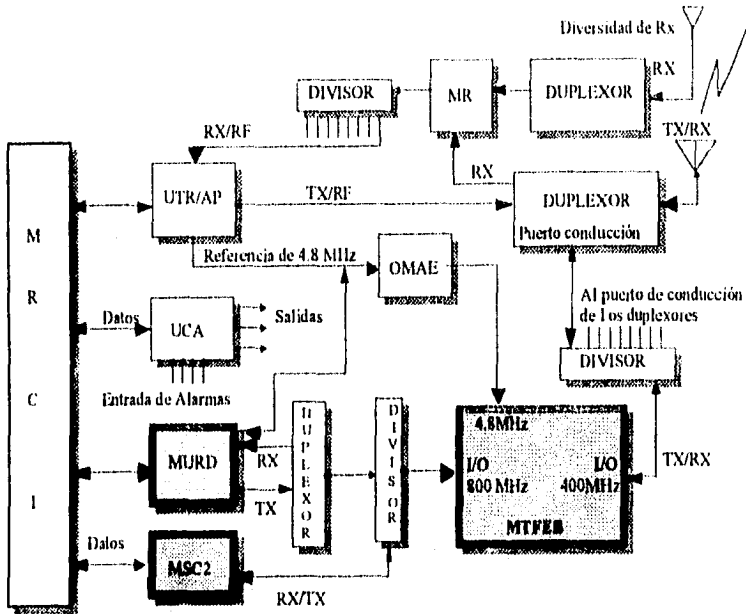 Diversidad de Rx
RX
DIVISOR
MR
DUPLEXOR
RX/RF
TX/RX
RX
UTR/AP
TX/RF
DUPLEXOR
Puerto conducción
M
R
C
I
Referencia de 4.8 MHz
OMAE
Datos
UCA
Salidas
Al puerto de conducción
de Los duplexores
DIVISOR
Entrada de Alarmas
MURD
RX
TX
DUPLEXOR
DIVISOR
4.8MHz
I/O
800 MHz
I/O
400MHz
MTFEB
TX/RX
Datos
MSC2
RX/TX